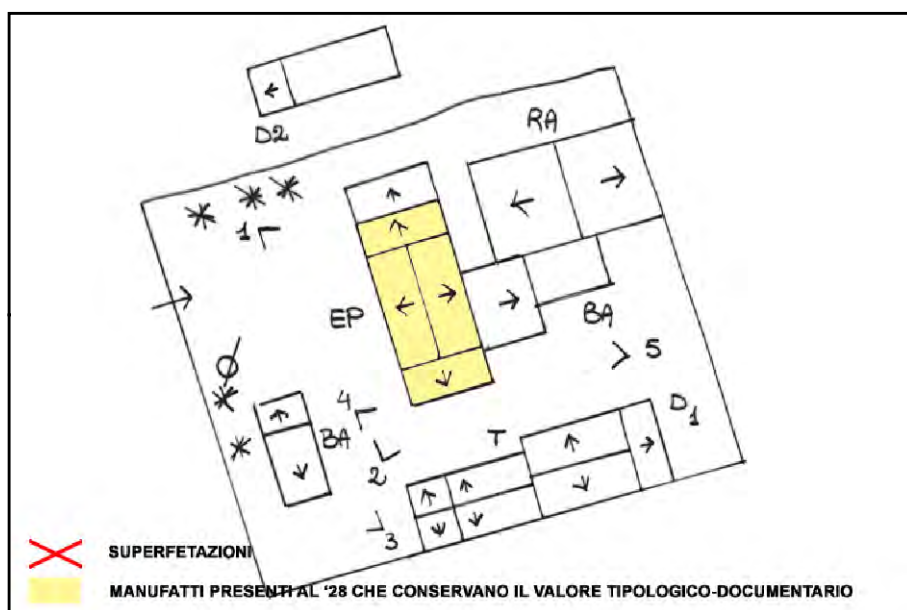 D2
RA
1
EP
BA
5
4
BA
2
T
D1
3
SUPERFETAZIONI
MANUFATTI PRESENTI AL '28 CHE CONSERVANO IL VALORE TIPOLOGICO-DOCUMENTARIO